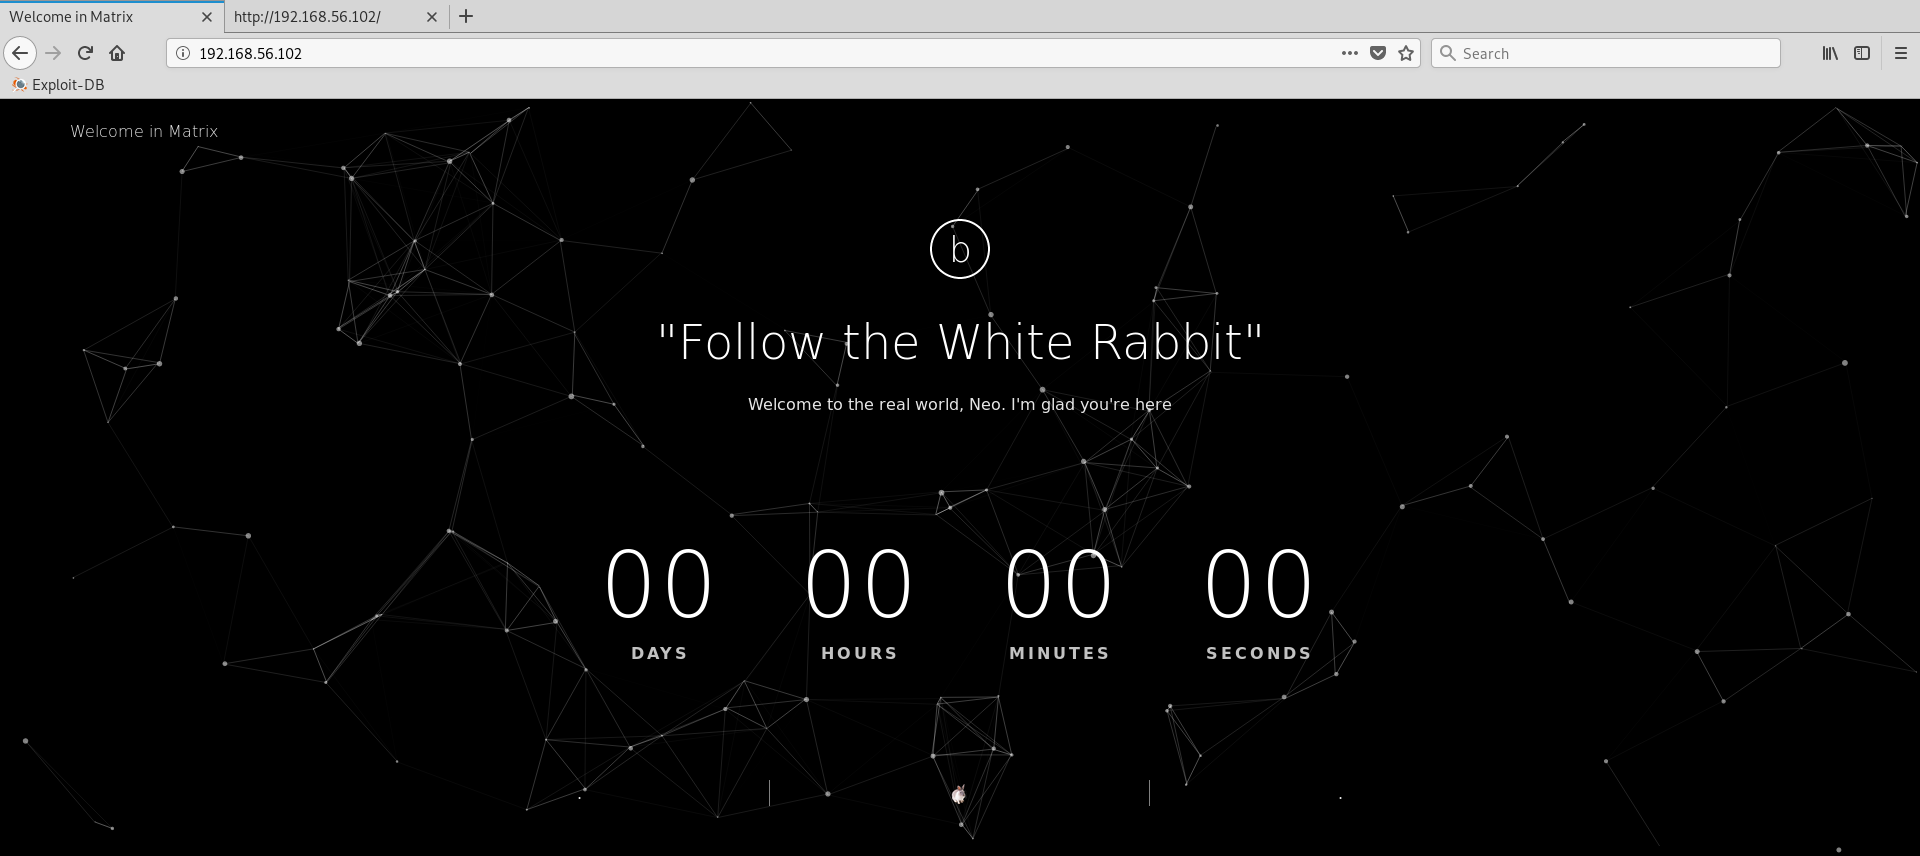 Welcome in Matrix
http://192.168.56.102/
192.168.56.102
Search
Exploit-DB
Welcome in Matrix
b
"Follow the White Rabbit"
Welcome to the real world, Neo. I'm glad you're here
00 00 00 00
DAYS HOURS MINUTES SECONDS